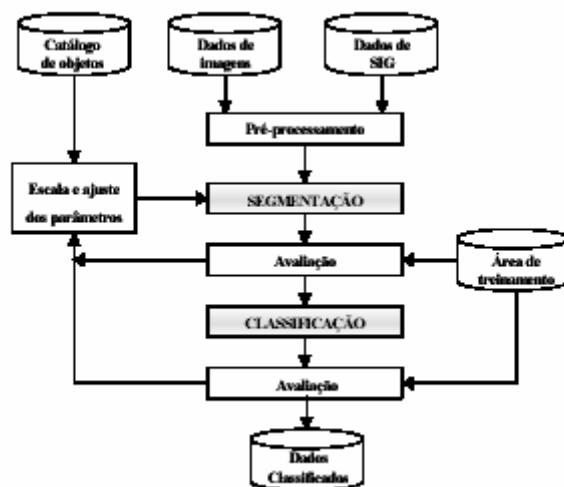 Catálogo
de objetos
Dados de
imagens
Dados de
SIG
Pré-processamento
Escala e ajuste
dos parâmetros
SEGMENTAÇÃO
Avaliação
Área de
treinamento
CLASSIFICAÇÃO
Avaliação
Dados
Classificados